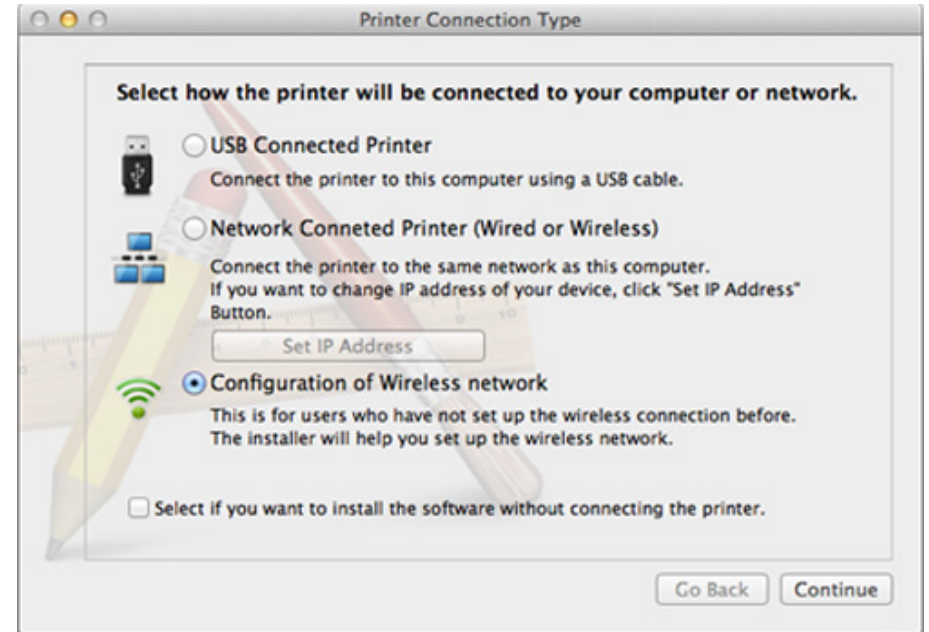 Printer Connection Type
Select how the printer will be connected to your computer or network.
USB Connected Printer
Connect the printer to this computer using a USB cable.
Network Conneted Printer (Wired or Wireless)
Connect the printer to the same network as this computer.
If you want to change IP address of your device, click "Set IP Address"
Button.
Set IP Address
Configuration of Wireless network
This is for users who have not set up the wireless connection before.
The installer will help you set up the wireless network.
Select if you want to install the software without connecting the printer.
Go Back Continue